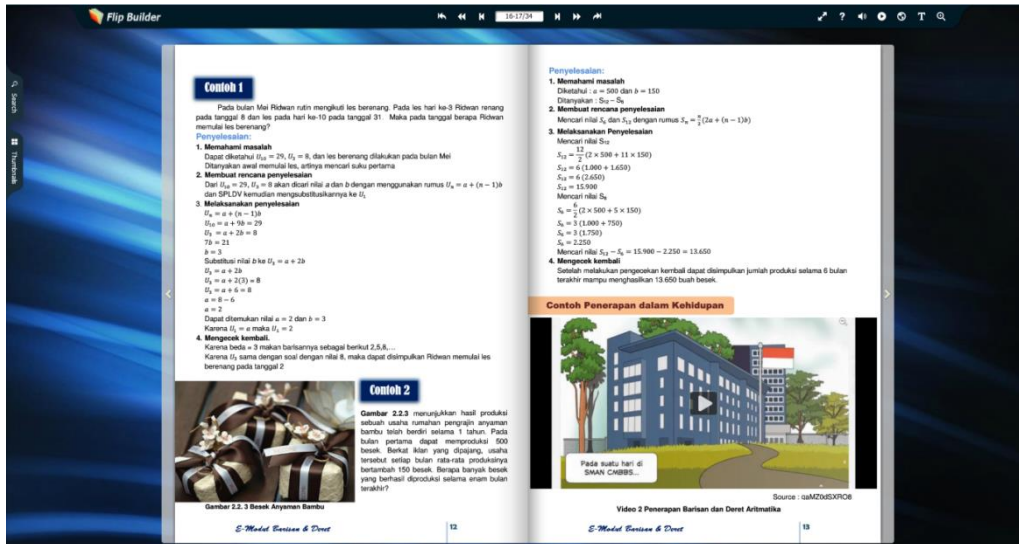 Flip Builder
16-17/34
Search
Thumbnails
Contoh 1
Pada bulan Mei Ridwan rutin mengikuti les berenang. Pada les hari ke-3 Ridwan renang
pada tanggal 8 dan les pada hari ke-10 pada tanggal 31. Maka pada tanggal berapa Ridwan
memulai les berenang?
Penyelesaian:
1. Memahami masalah
Dapat diketahui U₁₀ = 29, U₃ = 8, dan les berenang dilakukan pada bulan Mei
Ditanyakan awal memulai les, artinya mencari suku pertama
2. Membuat rencana penyelesaian
Dari U₁₀ = 29, U₃ = 8 akan dicari nilai a dan b dengan menggunakan rumus Uₙ = a + (n − 1)b
dan SPLDV kemudian mengsubstitusikannya ke U₁
3. Melaksanakan penyelesaian
Uₙ = a + (n − 1)b
U₁₀ = a + 9b = 29
U₃ = a + 2b = 8
7b = 21
b = 3
Substitusi nilai b ke U₃ = a + 2b
U₃ = a + 2b
U₃ = a + 2(3) = 8
U₃ = a + 6 = 8
a = 8 − 6
a = 2
Dapat ditemukan nilai a = 2 dan b = 3
Karena U₁ = a maka U₁ = 2
4. Mengecek kembali.
Karena beda = 3 makan barisannya sebagai berikut 2,5,8,...
Karena U₃ sama dengan soal dengan nilai 8, maka dapat disimpulkan Ridwan memulai les
berenang pada tanggal 2
Contoh 2
Gambar 2.2.3 menunjukkan hasil produksi
sebuah usaha rumahan pengrajin anyaman
bambu telah berdiri selama 1 tahun. Pada
bulan pertama dapat memproduksi 500
besek. Berkat iklan yang dipajang, usaha
tersebut setiap bulan rata-rata produksinya
bertambah 150 besek. Berapa banyak besek
yang berhasil diproduksi selama enam bulan
terakhir?
Gambar 2.2. 3 Besek Anyaman Bambu
E-Modul Barisan & Deret
12
Penyelesaian:
1. Memahami masalah
Diketahui : a = 500 dan b = 150
Ditanyakan : S₁₂ – S₆
2. Membuat rencana penyelesaian
Mencari nilai S₆ dan S₁₂ dengan rumus Sₙ = n/2 (2a + (n − 1)b)
3. Melaksanakan Penyelesaian
Mencari nilai S₁₂
S₁₂ = 12/2 (2 × 500 + 11 × 150)
S₁₂ = 6 (1.000 + 1.650)
S₁₂ = 6 (2.650)
S₁₂ = 15.900
Mencari nilai S₆
S₆ = 6/2 (2 × 500 + 5 × 150)
S₆ = 3 (1.000 + 750)
S₆ = 3 (1.750)
S₆ = 2.250
Mencari nilai S₁₂ − S₆ = 15.900 − 2.250 = 13.650
4. Mengecek kembali
Setelah melakukan pengecekan kembali dapat disimpulkan jumlah produksi selama 6 bulan
terakhir mampu menghasilkan 13.650 buah besek.
Contoh Penerapan dalam Kehidupan
Pada suatu hari di
SMAN CMBBS...
Source :
Video 2 Penerapan Barisan dan Deret Aritmatika
E-Modul Barisan & Deret
13